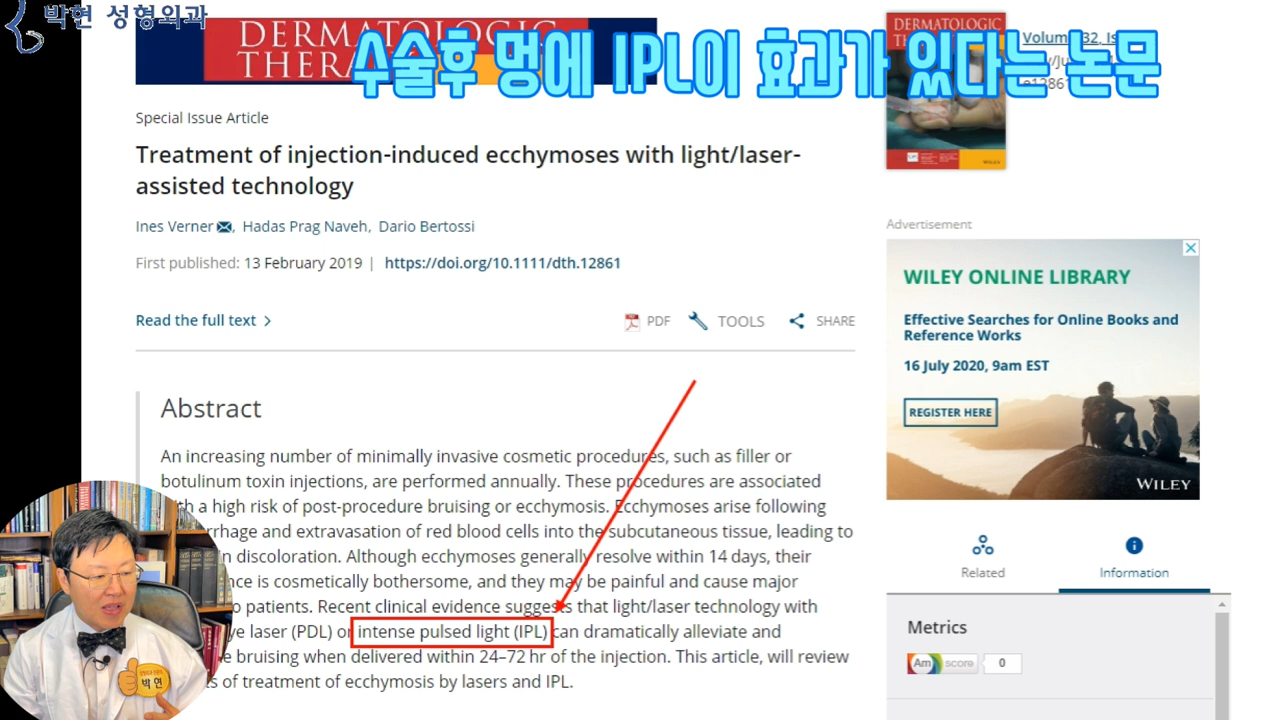 박현 성형외과
수술후 멍에 IPL이 효과가 있다는 논문
DERMATOLOGIC
THERA
Volum 32, Is
e1286
Special Issue Article
Treatment of injection-induced ecchymoses with light/laser-
assisted technology
Ines Verner, Hadas Prag Naveh, Dario Bertossi
First published: 13 February 2019 | https://doi.org/10.1111/dth.12861
Read the full text >
PDF TOOLS SHARE
Abstract
An increasing number of minimally invasive cosmetic procedures, such as filler or
botulinum toxin injections, are performed annually. These procedures are associated
a high risk of post-procedure bruising or ecchymosis. Ecchymoses arise following
and extravasation of red blood cells into the subcutaneous tissue, leading to
discoloration. Although ecchymoses generally resolve within 14 days, their
is cosmetically bothersome, and they may be painful and cause major
to patients. Recent clinical evidence suggests that light/laser technology with
laser (PDL) or intense pulsed light (IPL) can dramatically alleviate and
bruising when delivered within 24–72 hr of the injection. This article, will review
of treatment of ecchymosis by lasers and IPL.
박현
Advertisement
WILEY ONLINE LIBRARY
Effective Searches for Online Books and
Reference Works
16 July 2020, 9am EST
REGISTER HERE
WILEY
Related
Information
Metrics
Am score 0